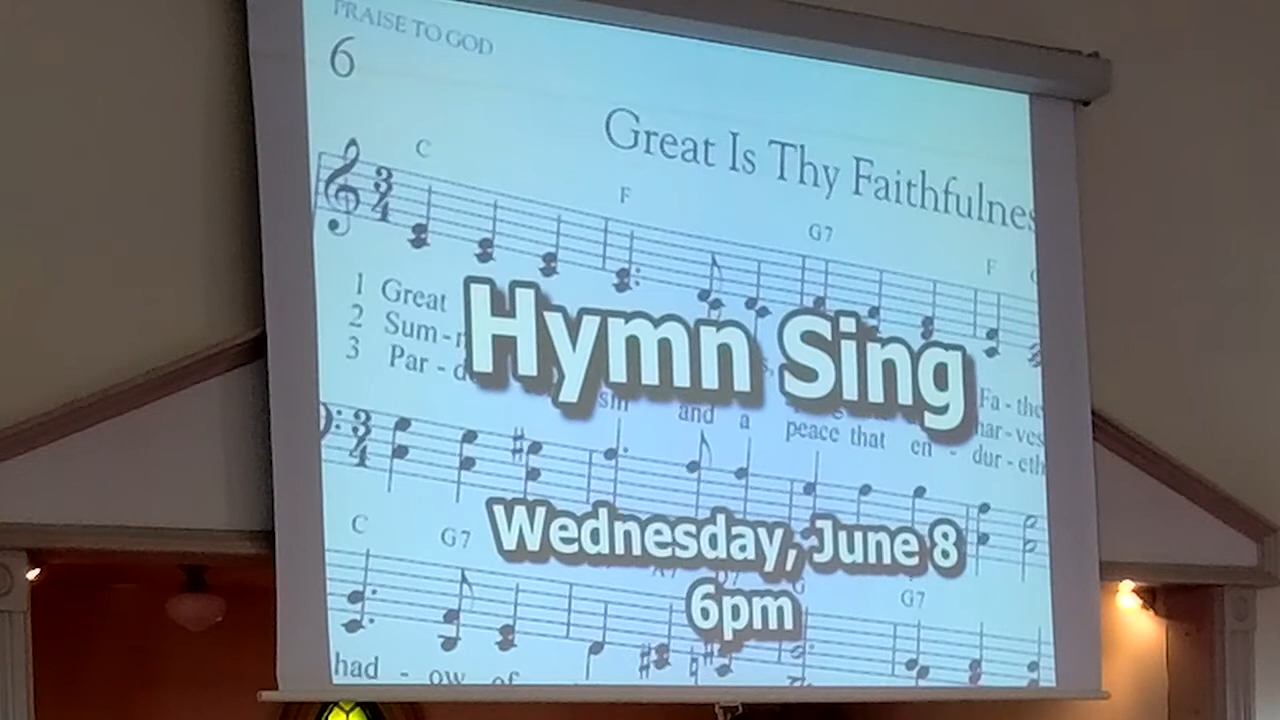 PRAISE TO GOD
6
Great Is Thy Faithfulnes
C
F
G7
F
1 Great
2 Sum-
3 Par - d
Hymn Sing
Fa - the
har - ves
sin and a peace that en - dur - eth
C G7
Wednesday, June 8
G7
6pm
had - ow of